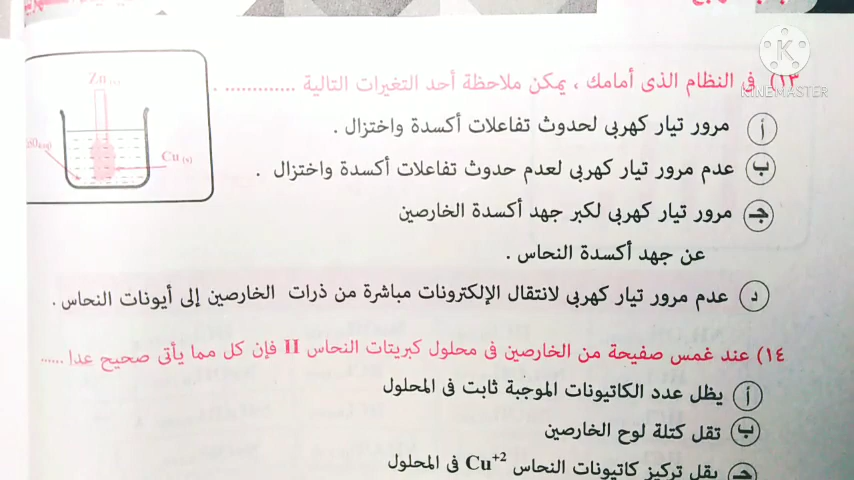 KINEMASTER
١٣) فى النظام الذى أمامك ، يمكن ملاحظة أحد التغيرات التالية .............. .
أ مرور تيار كهربى لحدوث تفاعلات أكسدة واختزال .
ب عدم مرور تيار كهربى لعدم حدوث تفاعلات أكسدة واختزال .
جـ مرور تيار كهربى لكبر جهد أكسدة الخارصين
عن جهد أكسدة النحاس .
د عدم مرور تيار كهربى لانتقال الإلكترونات مباشرة من ذرات الخارصين إلى أيونات النحاس .
Zn (s)
Cu (s)
١٤) عند غمس صفيحة من الخارصين فى محلول كبريتات النحاس II فإن كل مما يأتى صحيح عدا ......
أ يظل عدد الكاتيونات الموجبة ثابت فى المحلول
ب تقل كتلة لوح الخارصين
جـ يقل تركيز كاتيونات النحاس Cu+2 فى المحلول